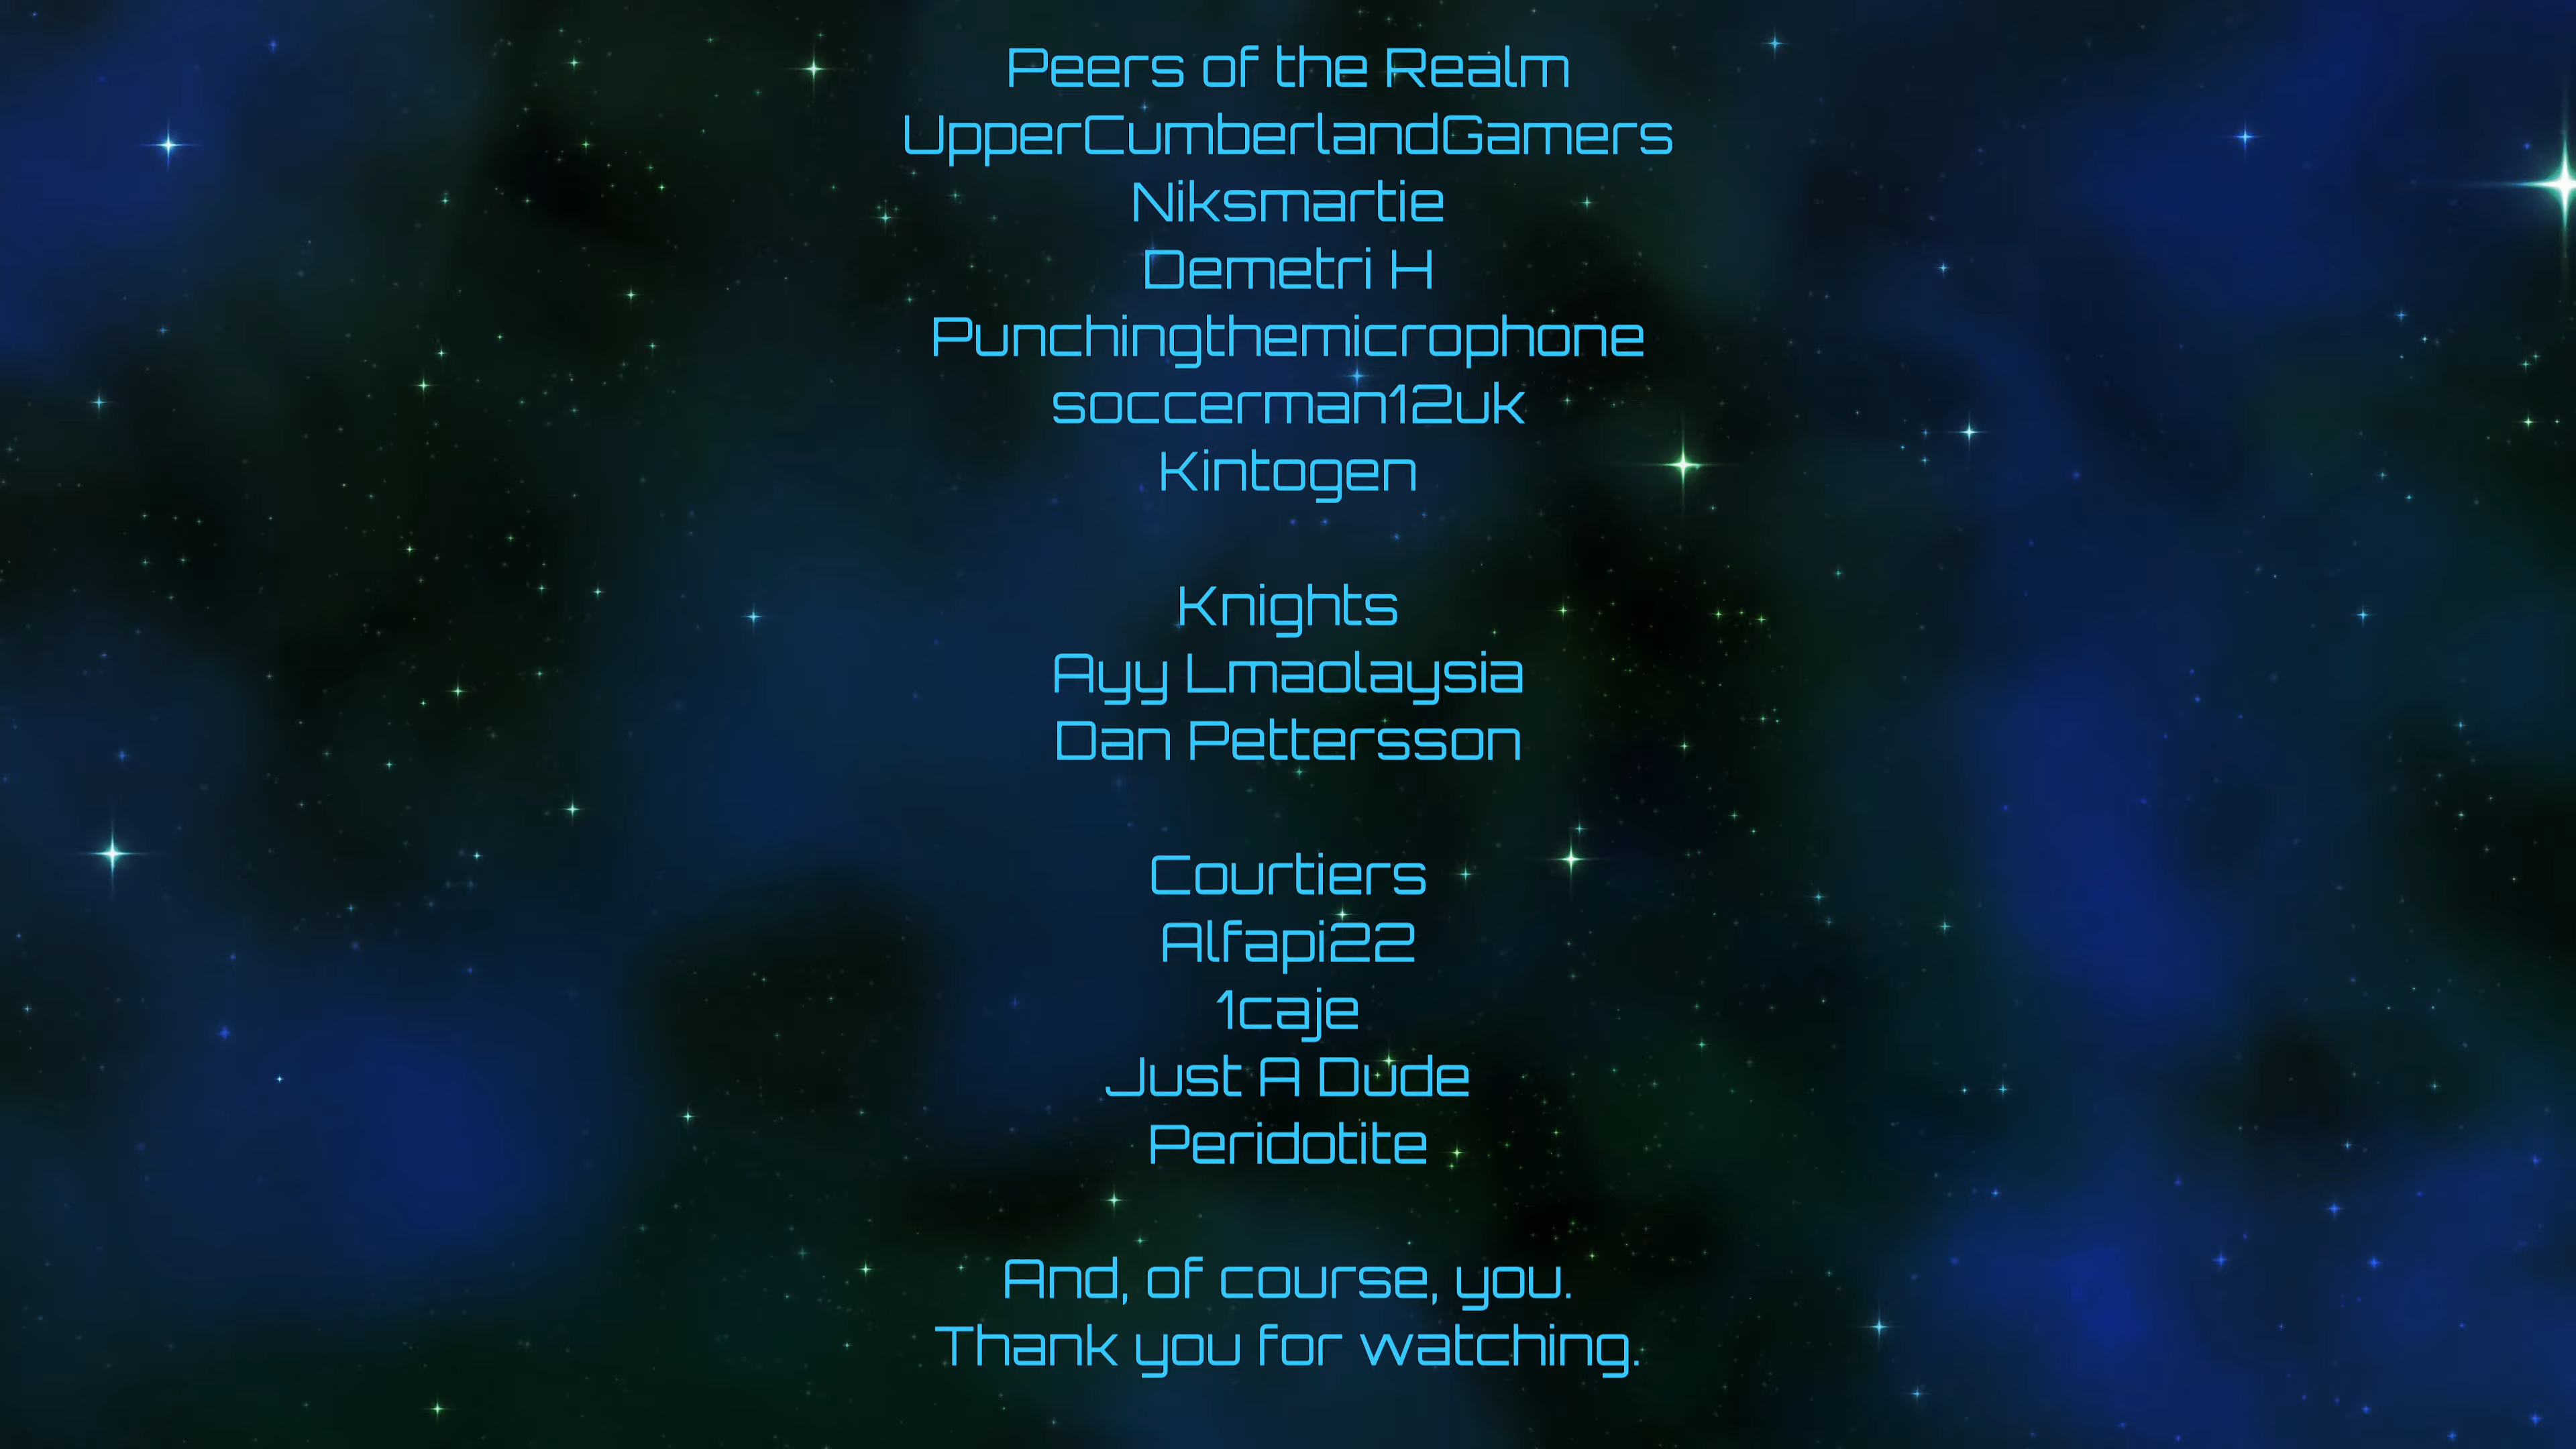 Peers of the Realm
UpperCumberlandGamers
Niksmartie
Demetri H
Punchingthemicrophone
soccerman12uk
Kintogen
Knights
Ayy Lmaolaysia
Dan Pettersson
Courtiers
Alfapi22
1caje
Just A Dude
Peridotite
And, of course, you.
Thank you for watching.